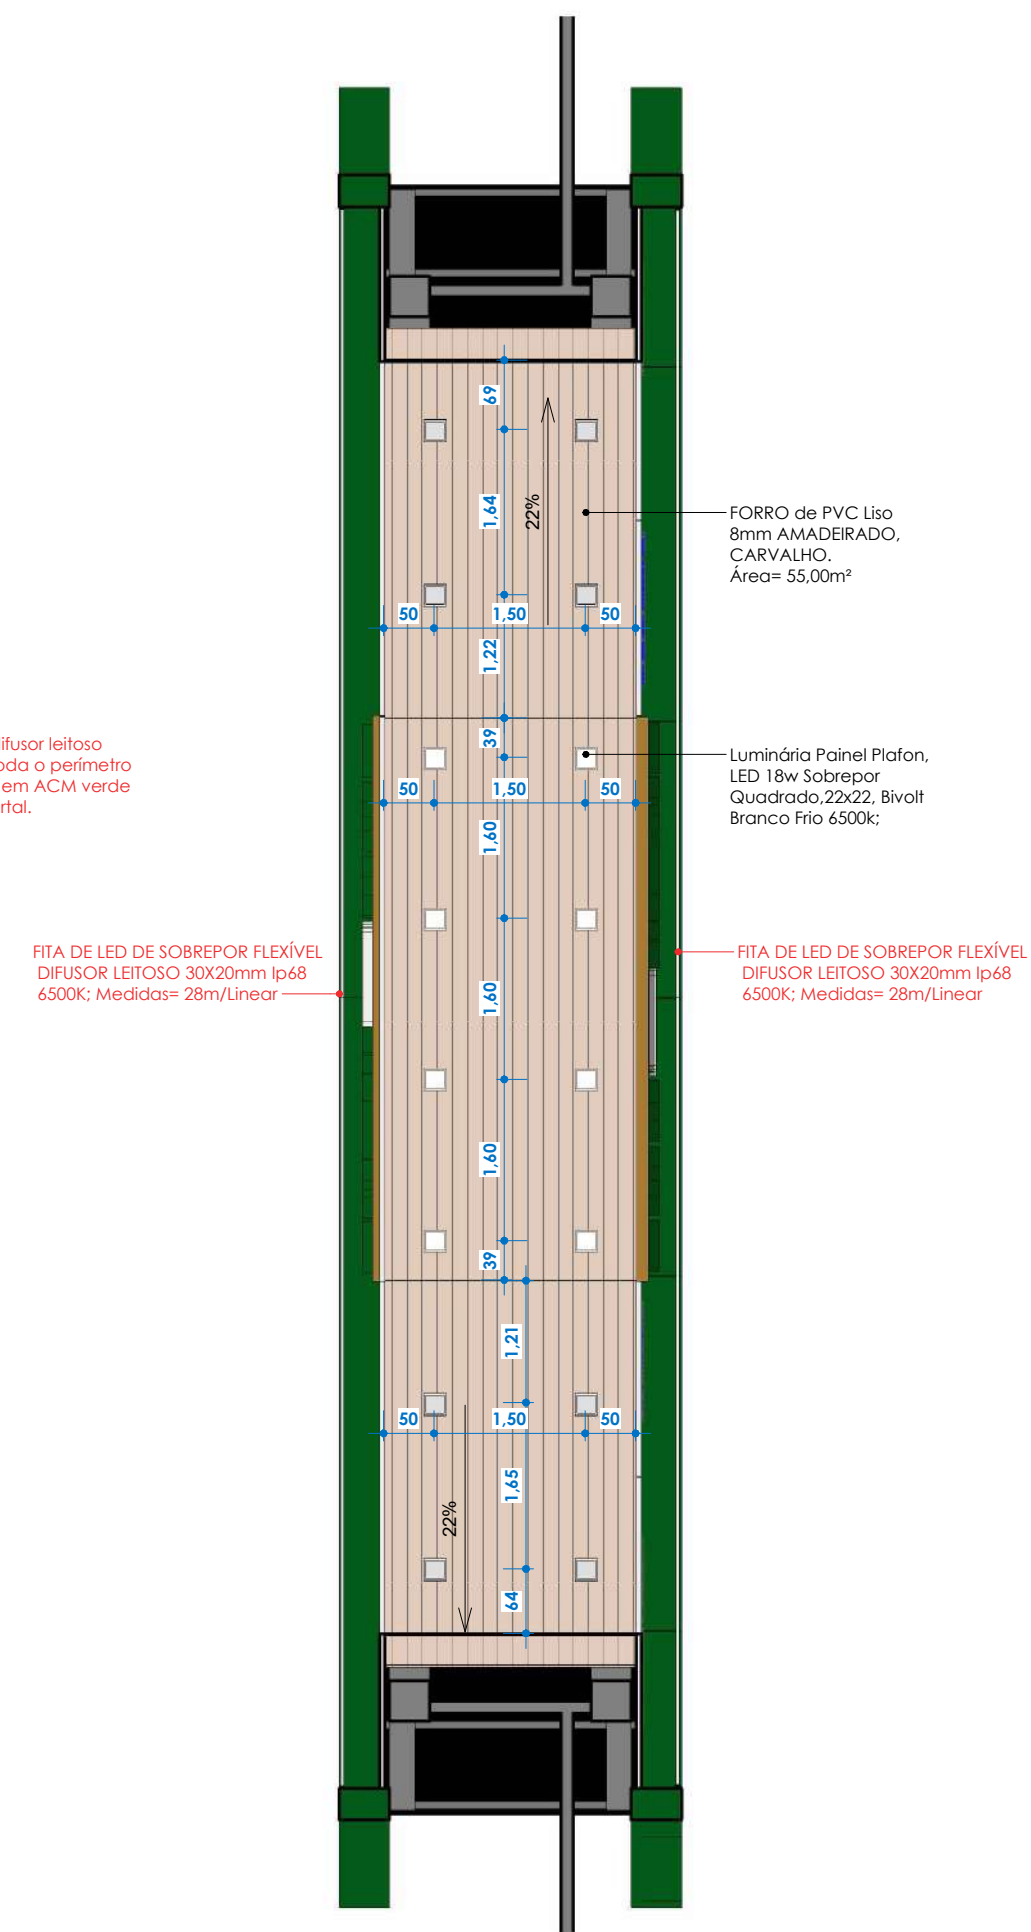 69
1,64
22%
FORRO de PVC Liso
8mm AMADEIRADO,
CARVALHO.
Área= 55,00m²
50 1,50 50
1,22
39
Luminária Painel Plafon,
LED 18w Sobrepor
Quadrado,22x22, Bivolt
Branco Frio 6500k;
ifusor leitoso
oda o perímetro
em ACM verde
rtal.
50 1,50 50
1,60
FITA DE LED DE SOBREPOR FLEXÍVEL
DIFUSOR LEITOSO 30X20mm Ip68
6500K; Medidas= 28m/Linear
FITA DE LED DE SOBREPOR FLEXÍVEL
DIFUSOR LEITOSO 30X20mm Ip68
6500K; Medidas= 28m/Linear
1,60
1,60
39
1,21
50 1,50 50
1,65
22%
64